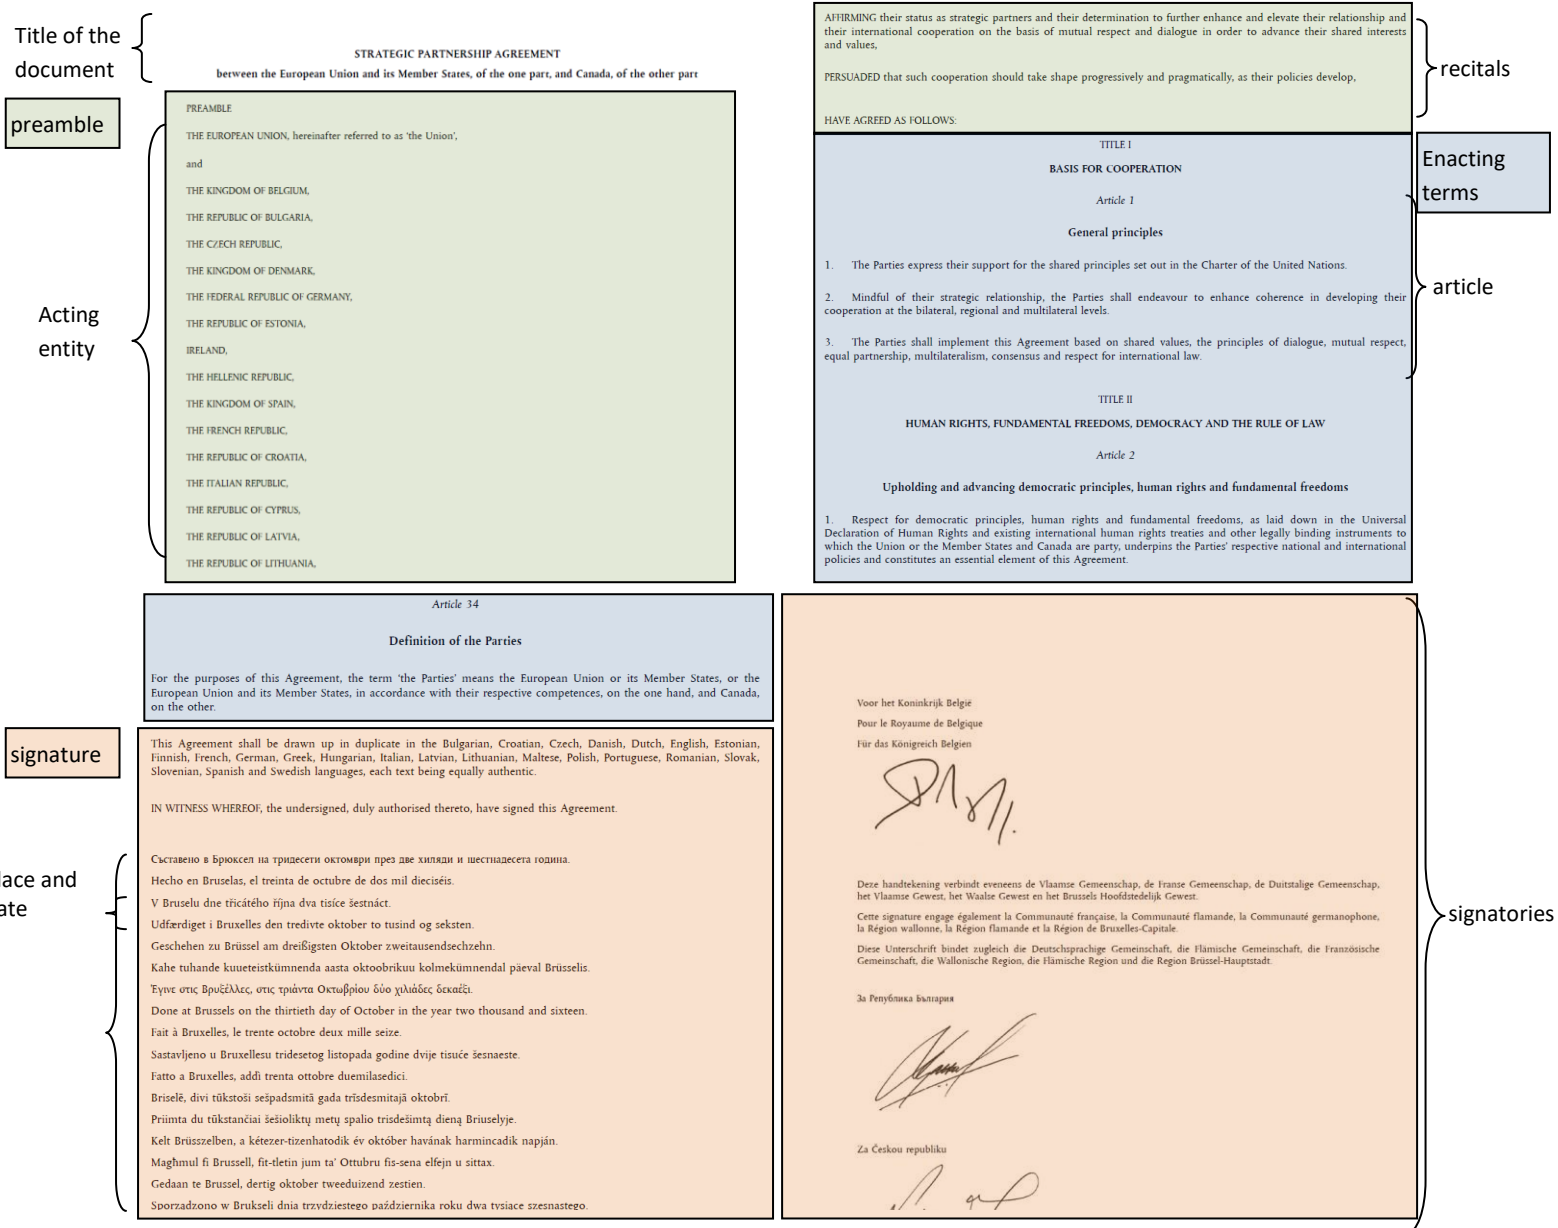 Title of the
document
STRATEGIC PARTNERSHIP AGREEMENT
between the European Union and its Member States, of the one part, and Canada, of the other part
preamble
PREAMBLE
THE EUROPEAN UNION, hereinafter referred to as 'the Union',
and
THE KINGDOM OF BELGIUM,
THE REPUBLIC OF BULGARIA,
THE CZECH REPUBLIC,
THE KINGDOM OF DENMARK,
THE FEDERAL REPUBLIC OF GERMANY,
THE REPUBLIC OF ESTONIA,
IRELAND,
THE HELLENIC REPUBLIC,
THE KINGDOM OF SPAIN,
THE FRENCH REPUBLIC,
THE REPUBLIC OF CROATIA,
THE ITALIAN REPUBLIC,
THE REPUBLIC OF CYPRUS,
THE REPUBLIC OF LATVIA,
THE REPUBLIC OF LITHUANIA,
Acting
entity
AFFIRMING their status as strategic partners and their determination to further enhance and elevate their relationship and
their international cooperation on the basis of mutual respect and dialogue in order to advance their shared interests
and values,
PERSUADED that such cooperation should take shape progressively and pragmatically, as their policies develop,
HAVE AGREED AS FOLLOWS:
recitals
TITLE I
BASIS FOR COOPERATION
Article 1
General principles
1. The Parties express their support for the shared principles set out in the Charter of the United Nations.
2. Mindful of their strategic relationship, the Parties shall endeavour to enhance coherence in developing their
cooperation at the bilateral, regional and multilateral levels.
3. The Parties shall implement this Agreement based on shared values, the principles of dialogue, mutual respect,
equal partnership, multilateralism, consensus and respect for international law.
TITLE II
HUMAN RIGHTS, FUNDAMENTAL FREEDOMS, DEMOCRACY AND THE RULE OF LAW
Article 2
Upholding and advancing democratic principles, human rights and fundamental freedoms
1. Respect for democratic principles, human rights and fundamental freedoms, as laid down in the Universal
Declaration of Human Rights and existing international human rights treaties and other legally binding instruments to
which the Union or the Member States and Canada are party, underpins the Parties' respective national and international
policies and constitutes an essential element of this Agreement.
Enacting
terms
article
Article 34
Definition of the Parties
For the purposes of this Agreement, the term 'the Parties' means the European Union or its Member States, or the
European Union and its Member States, in accordance with their respective competences, on the one hand, and Canada,
on the other.
signature
This Agreement shall be drawn up in duplicate in the Bulgarian, Croatian, Czech, Danish, Dutch, English, Estonian,
Finnish, French, German, Greek, Hungarian, Italian, Latvian, Lithuanian, Maltese, Polish, Portuguese, Romanian, Slovak,
Slovenian, Spanish and Swedish languages, each text being equally authentic.
IN WITNESS WHEREOF, the undersigned, duly authorised thereto, have signed this Agreement.
lace and
ate
Съставено в Брюксел на тридесети октомври през две хиляди и шестнадесета година.
Hecho en Bruselas, el treinta de octubre de dos mil dieciséis.
V Bruselu dne třicátého října dva tisíce šestnáct.
Udfærdiget i Bruxelles den tredivte oktober to tusind og seksten.
Geschehen zu Brüssel am dreißigsten Oktober zweitausendsechzehn.
Kahe tuhande kuueteistkümnenda aasta oktoobrikuu kolmekümnendal päeval Brüsselis.
Έγινε στις Βρυξέλλες, στις τριάντα Οκτωβρίου δύο χιλιάδες δεκαέξι.
Done at Brussels on the thirtieth day of October in the year two thousand and sixteen.
Fait à Bruxelles, le trente octobre deux mille seize.
Sastavljeno u Bruxellesu tridesetog listopada godine dvije tisuće šesnaeste.
Fatto a Bruxelles, addì trenta ottobre duemilasedici.
Briselē, divi tūkstoši sešpadsmitā gada trīsdesmitajā oktobrī.
Priimta du tūkstančiai šešioliktų metų spalio trisdešimtą dieną Briuselyje.
Kelt Brüsszelben, a kétezer-tizenhatodik év október havának harmincadik napján.
Magħmul fi Brussell, fit-tletin jum ta' Ottubru fis-sena elfejn u sittax.
Gedaan te Brussel, dertig oktober tweeduizend zestien.
Sporządzono w Brukseli dnia trzydziestego października roku dwa tysiące szesnastego.
Voor het Koninkrijk België
Pour le Royaume de Belgique
Für das Königreich Belgien
Deze handtekening verbindt eveneens de Vlaamse Gemeenschap, de Franse Gemeenschap, de Duitstalige Gemeenschap,
het Vlaamse Gewest, het Waalse Gewest en het Brussels Hoofdstedelijk Gewest.
Cette signature engage également la Communauté française, la Communauté flamande, la Communauté germanophone,
la Région wallonne, la Région flamande et la Région de Bruxelles-Capitale.
Diese Unterschrift bindet zugleich die Deutschsprachige Gemeinschaft, die Flämische Gemeinschaft, die Französische
Gemeinschaft, die Wallonische Region, die Flämische Region und die Region Brüssel-Hauptstadt.
За Република България
Za Českou republiku
signatories